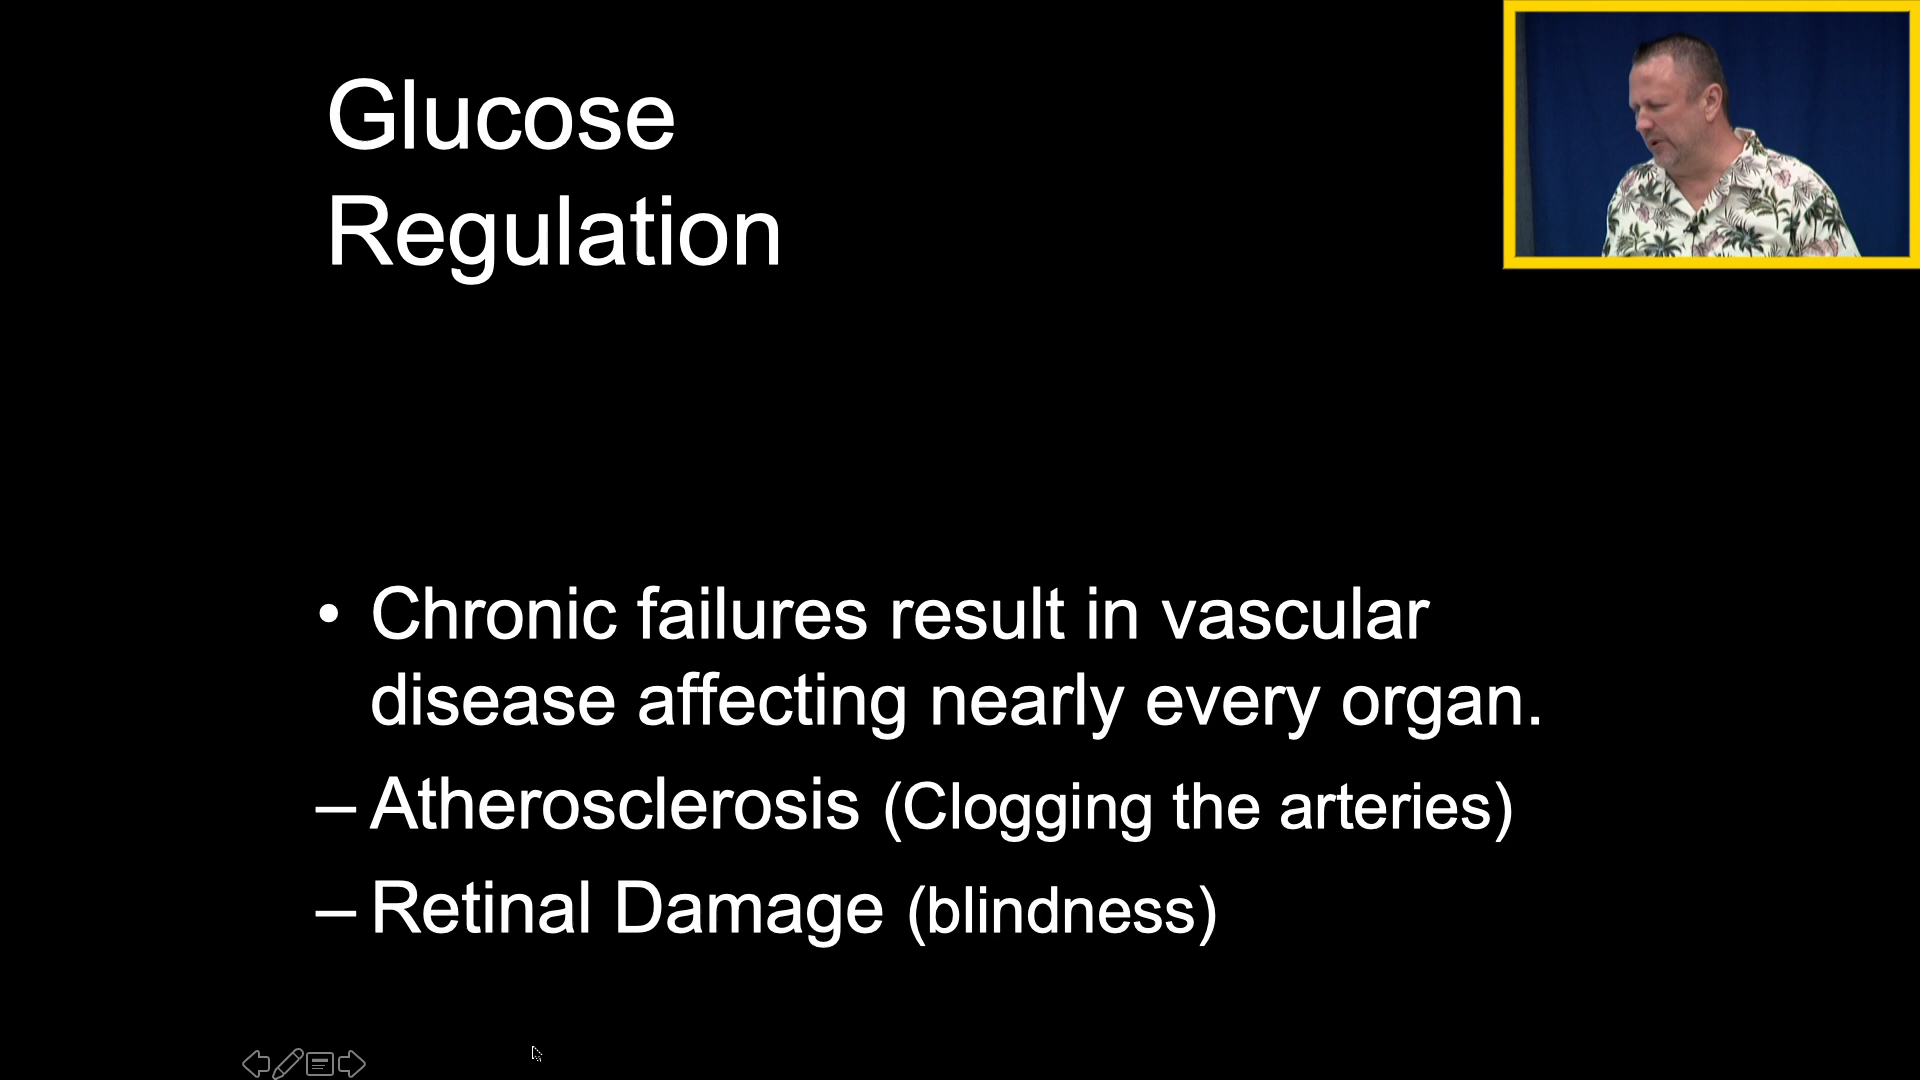 Glucose
Regulation
• Chronic failures result in vascular
disease affecting nearly every organ.
– Atherosclerosis (Clogging the arteries)
– Retinal Damage (blindness)